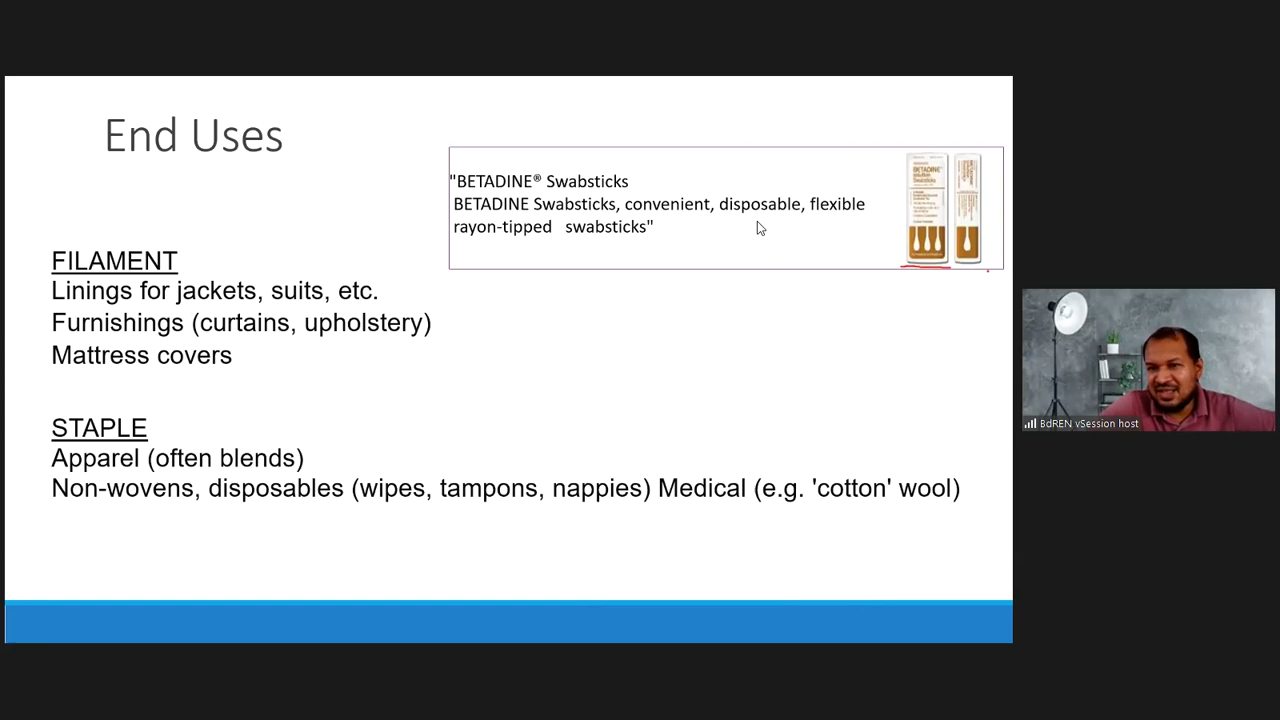 End Uses
"BETADINE® Swabsticks
BETADINE Swabsticks, convenient, disposable, flexible
rayon-tipped swabsticks"
BETADINE
FILAMENT
Linings for jackets, suits, etc.
Furnishings (curtains, upholstery)
Mattress covers
STAPLE
Apparel (often blends)
Non-wovens, disposables (wipes, tampons, nappies) Medical (e.g. 'cotton' wool)
BdREN vSession host